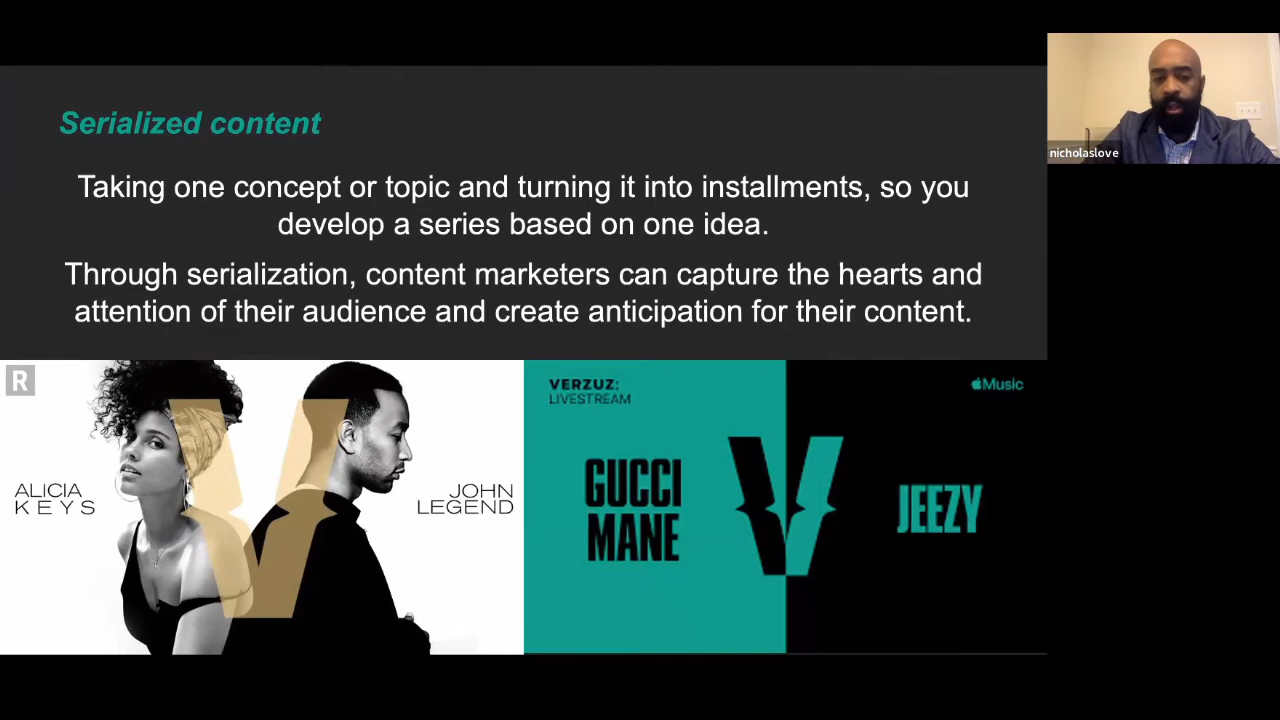 Serialized content
Taking one concept or topic and turning it into installments, so you
develop a series based on one idea.
Through serialization, content marketers can capture the hearts and
attention of their audience and create anticipation for their content.
nicholaslove
R
ALICIA
KEYS
JOHN
LEGEND
V
VERZUZ:
LIVESTREAM
Music
GUCCI
MANE
V
JEEZY